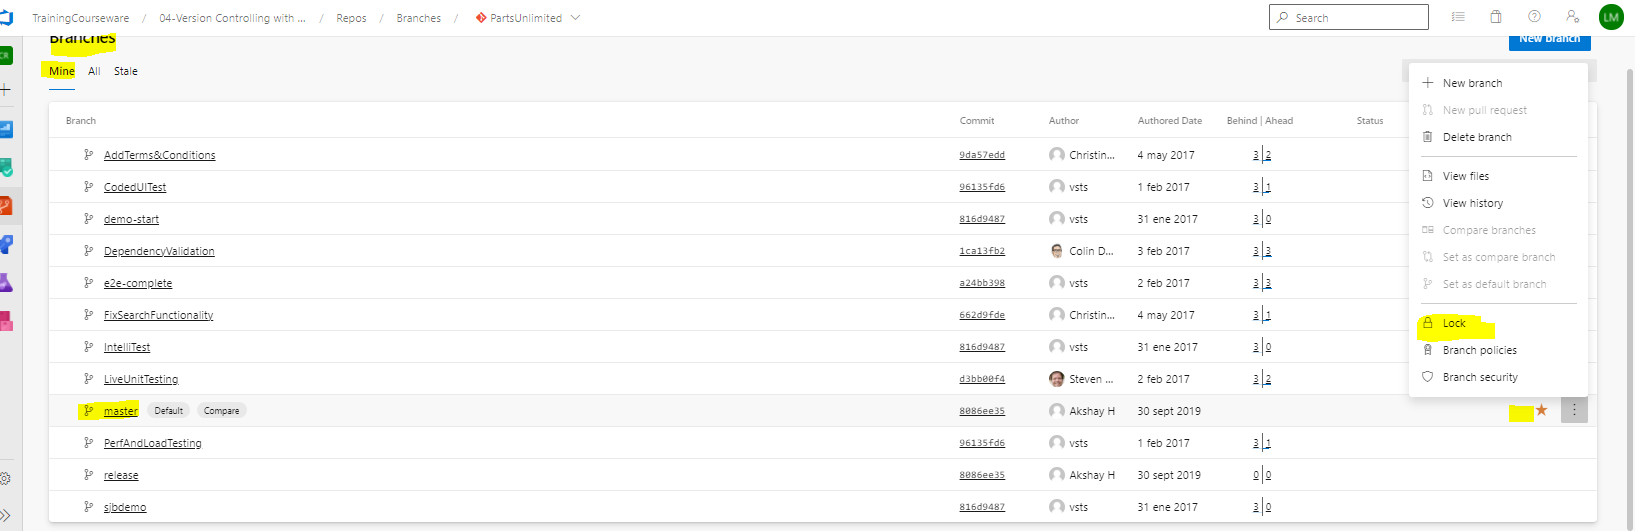 TrainingCourseware / 04-Version Controlling with ... / Repos / Branches / PartsUnlimited
Search
LM
CR
Branches
New branch
Mine All Stale
Branch Commit Author Authored Date Behind | Ahead Status
AddTerms&Conditions 9da57edd Christin... 4 may 2017 3 | 2
CodedUITest 96135fd6 vsts 1 feb 2017 3 | 1
demo-start 816d9487 vsts 31 ene 2017 3 | 0
DependencyValidation 1ca13fb2 Colin D... 3 feb 2017 3 | 3
e2e-complete a24bb398 vsts 2 feb 2017 3 | 3
FixSearchFunctionality 662d9fde Christin... 4 may 2017 3 | 1
IntelliTest 816d9487 vsts 31 ene 2017 3 | 0
LiveUnitTesting d3bb00f4 Steven ... 2 feb 2017 3 | 2
master Default Compare 8086ee35 Akshay H 30 sept 2019
PerfAndLoadTesting 96135fd6 vsts 1 feb 2017 3 | 1
release 8086ee35 Akshay H 30 sept 2019 0 | 0
sjbdemo 816d9487 vsts 31 ene 2017 3 | 0
New branch
New pull request
Delete branch
View files
View history
Compare branches
Set as compare branch
Set as default branch
Lock
Branch policies
Branch security